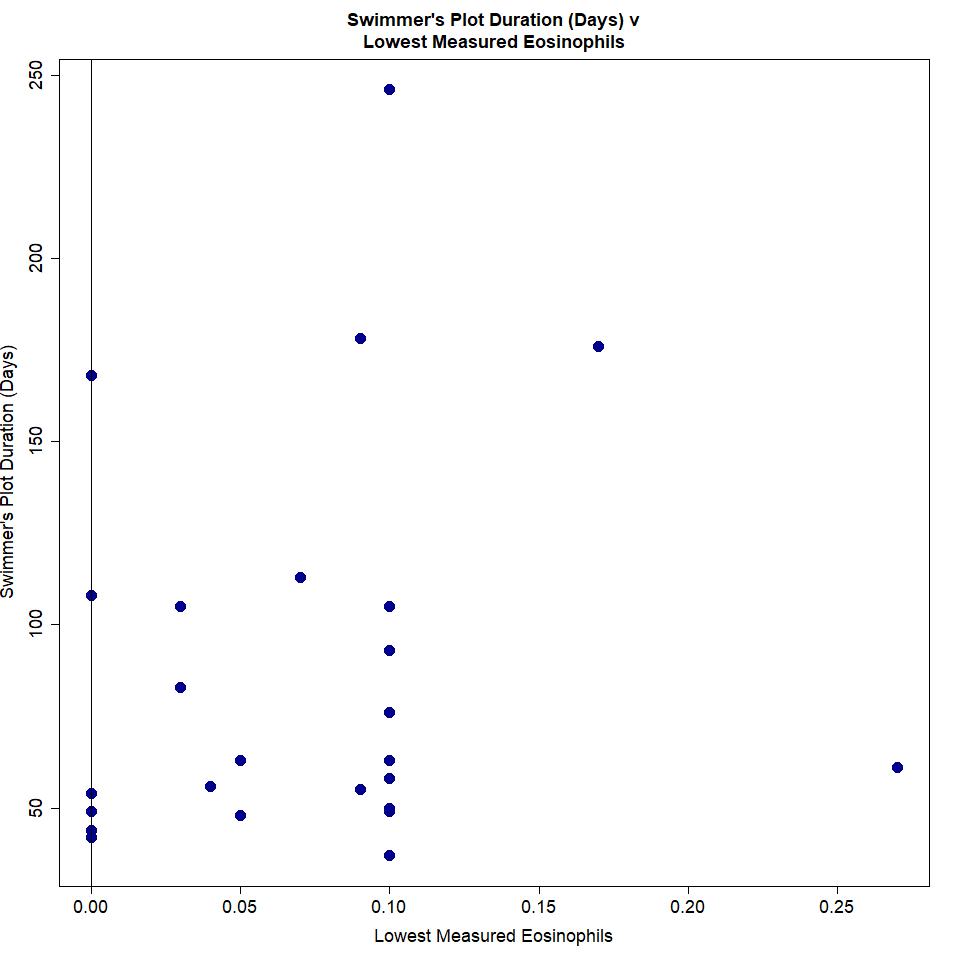 Swimmer's Plot Duration (Days) v
Lowest Measured Eosinophils
Swimmer's Plot Duration (Days)
250
200
150
100
50
0.00 0.05 0.10 0.15 0.20 0.25
Lowest Measured Eosinophils